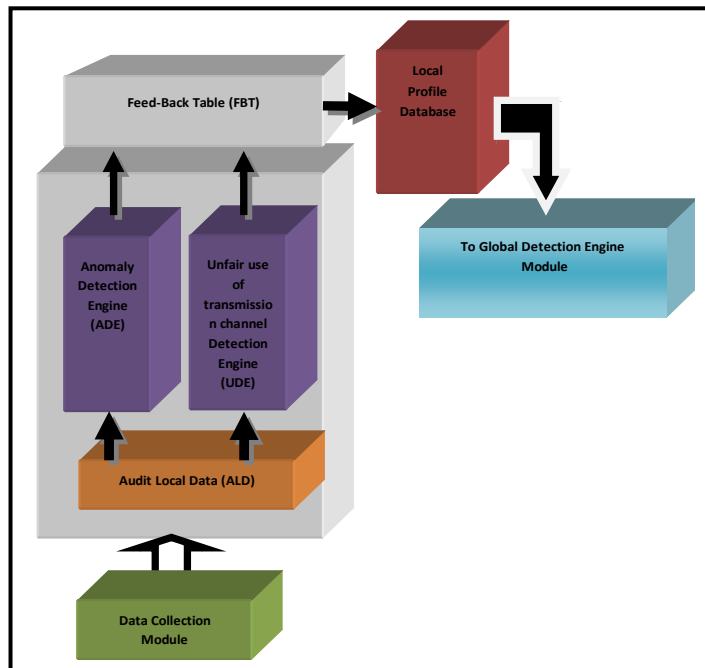 Feed-Back Table (FBT)
Local
Profile
Database
To Global Detection Engine
Module
Anomaly
Detection
Engine
(ADE)
Unfair use
of
transmissio
n channel
Detection
Engine
(UDE)
Audit Local Data (ALD)
Data Collection
Module